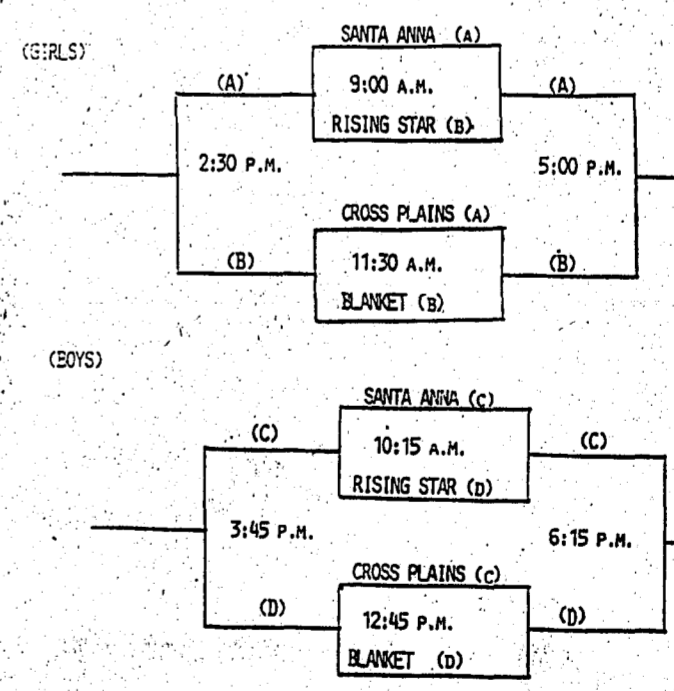 (GIRLS)
SANTA ANNA (A)
(A) 9:00 A.M. (A)
RISING STAR (B)
2:30 P.M. 5:00 P.M.
CROSS PLAINS (A)
(B) 11:30 A.M. (B)
BLANKET (B)
(BOYS)
SANTA ANNA (C)
(C) 10:15 A.M. (C)
RISING STAR (D)
3:45 P.M. 6:15 P.M.
CROSS PLAINS (C)
(D) 12:45 P.M. (D)
BLANKET (D)